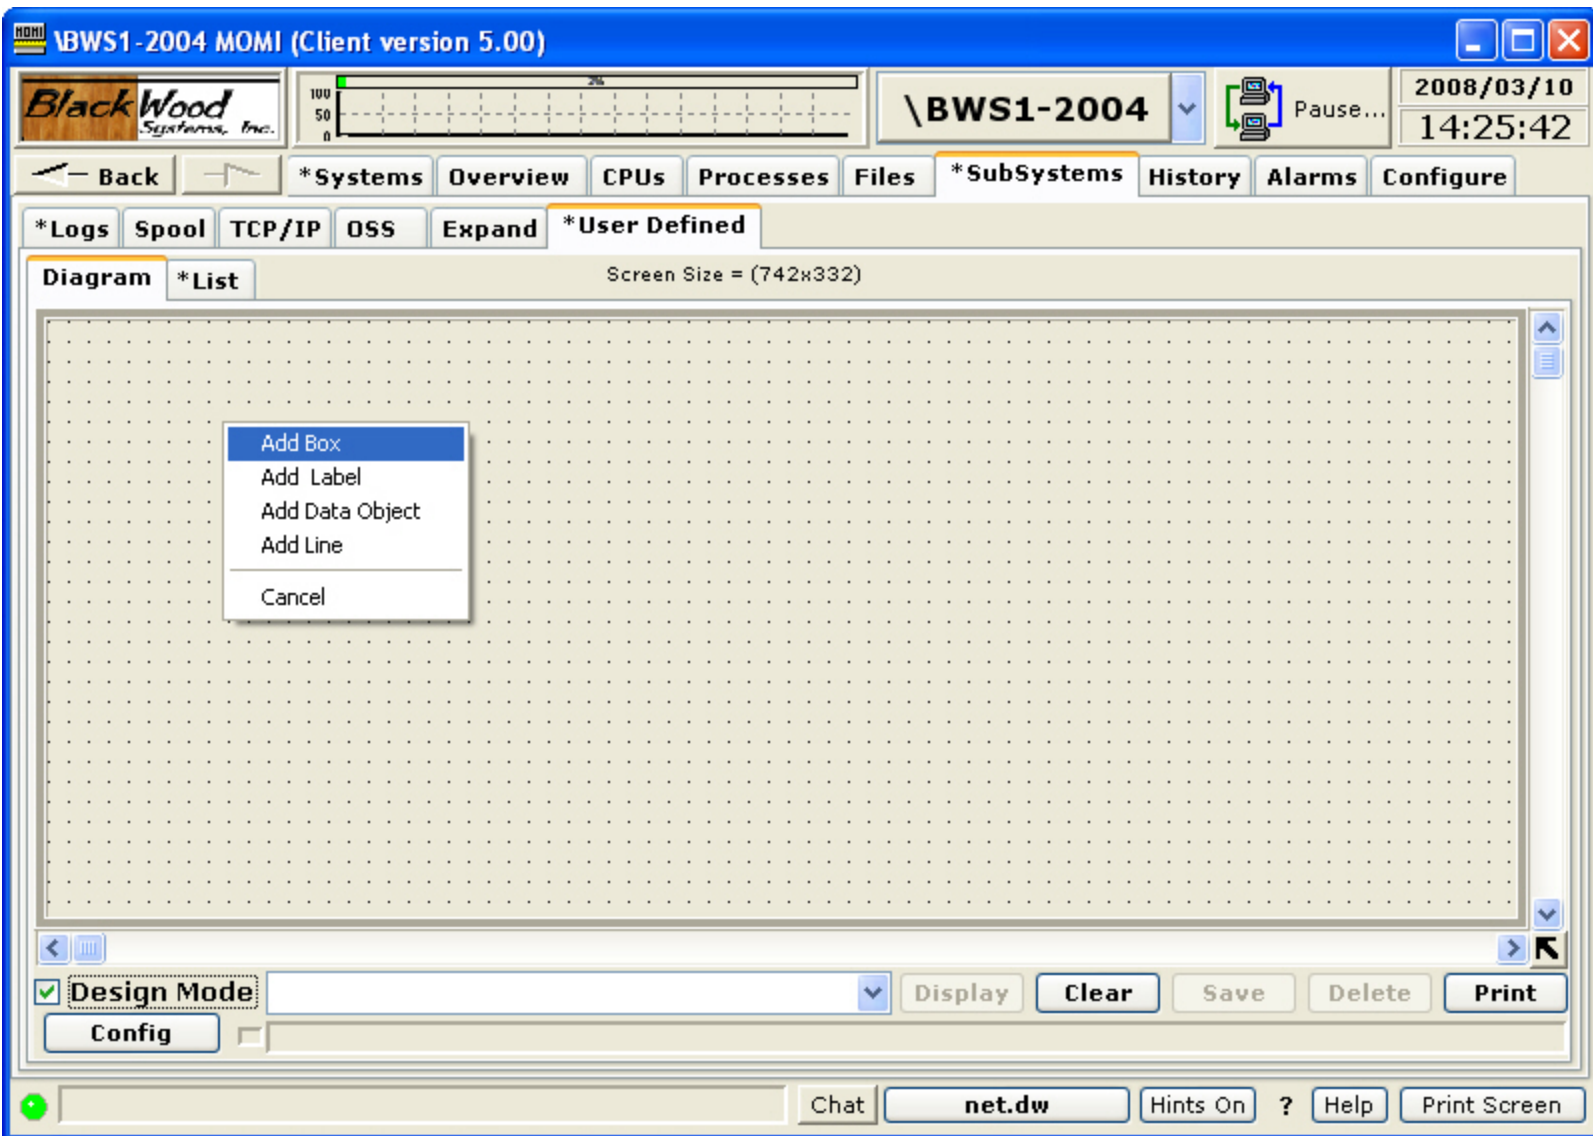 MOMI \BWS1-2004 MOMI (Client version 5.00)
BlackWood Systems, Inc.
2%
100
50
0
\BWS1-2004
Pause...
2008/03/10
14:25:42
Back *Systems Overview CPUs Processes Files *SubSystems History Alarms Configure
*Logs Spool TCP/IP OSS Expand *User Defined
Diagram *List Screen Size = (742x332)
Add Box
Add  Label
Add Data Object
Add Line
Cancel
Design Mode Display Clear Save Delete Print
Config
Chat net.dw Hints On ? Help Print Screen